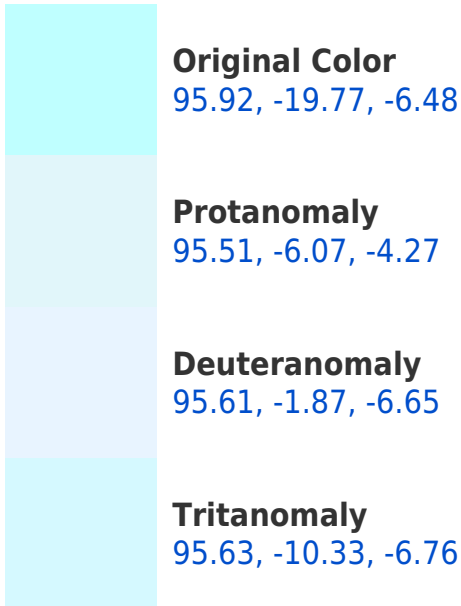 Original Color
95.92, -19.77, -6.48
Protanomaly
95.51, -6.07, -4.27
Deuteranomaly
95.61, -1.87, -6.65
Tritanomaly
95.63, -10.33, -6.76